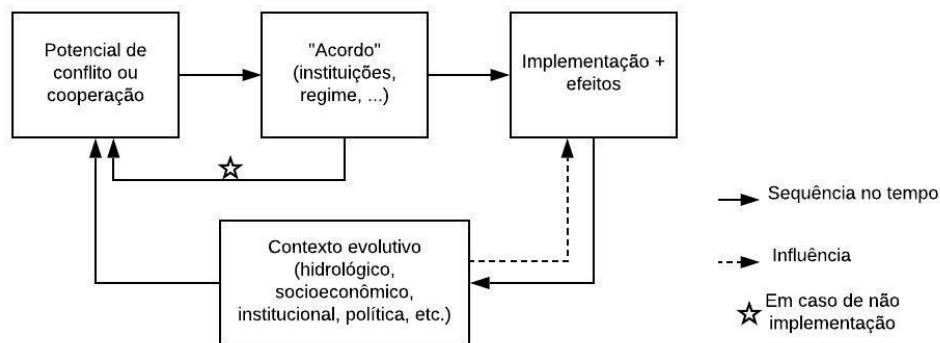 Potencial de
conflito ou
cooperação
"Acordo"
(instituições,
regime, ...)
Implementação +
efeitos
Contexto evolutivo
(hidrológico,
socioeconômico,
institucional, política, etc.)
Sequência no tempo
Influência
Em caso de não
implementação